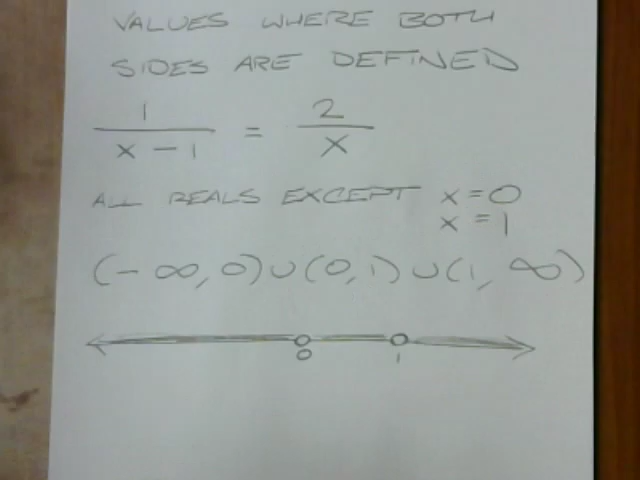 VALUES WHERE BOTH
SIDES ARE DEFINED
1/(x - 1) = 2/x
ALL REALS EXCEPT x = 0
x = 1
(-∞, 0) ∪ (0, 1) ∪ (1, ∞)
0 1